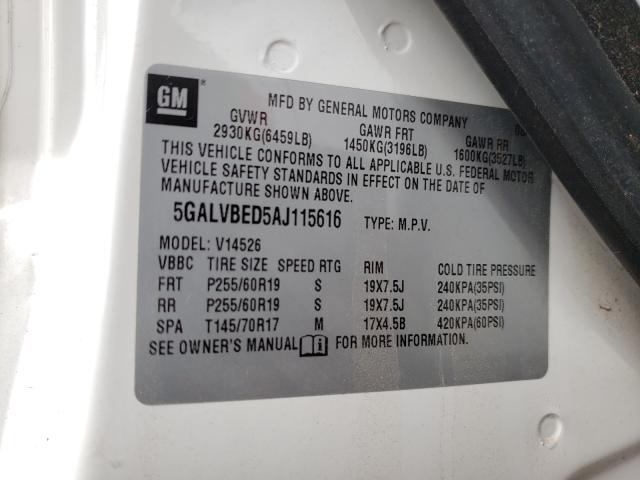 GM ®
MFD BY GENERAL MOTORS COMPANY
GVWR GAWR FRT GAWR RR
2930KG(6459LB) 1450KG(3196LB) 1600KG(3527LB)
THIS VEHICLE CONFORMS TO ALL APPLICABLE U.S. FEDERAL MOTOR
VEHICLE SAFETY STANDARDS IN EFFECT ON THE DATE OF
MANUFACTURE SHOWN ABOVE.
5GALVBED5AJ115616 TYPE: M.P.V.
MODEL: V14526
VBBC TIRE SIZE SPEED RTG RIM COLD TIRE PRESSURE
FRT P255/60R19 S 19X7.5J 240KPA(35PSI)
RR P255/60R19 S 19X7.5J 240KPA(35PSI)
SPA T145/70R17 M 17X4.5B 420KPA(60PSI)
SEE OWNER'S MANUAL FOR MORE INFORMATION.